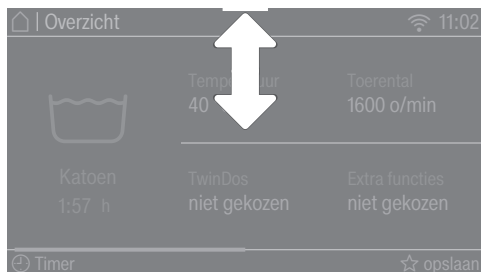 | Overzicht 11:02
Toerental
40 1600 o/min
Katoen TwinDos Extra functies
1:57 h niet gekozen niet gekozen
Timer opslaan